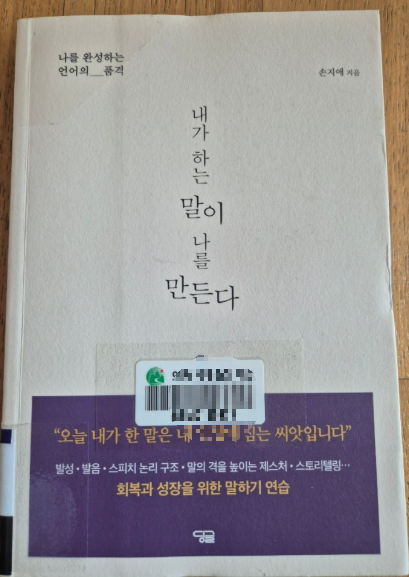 나를 완성하는
언어의__품격
손지애 지음
내가
하는
말이
나를
만든다
“오늘 내가 한 말은 내 는 씨앗입니다”
발성·발음·스피치 논리 구조·말의 격을 높이는 제스처·스토리텔링…
회복과 성장을 위한 말하기 연습